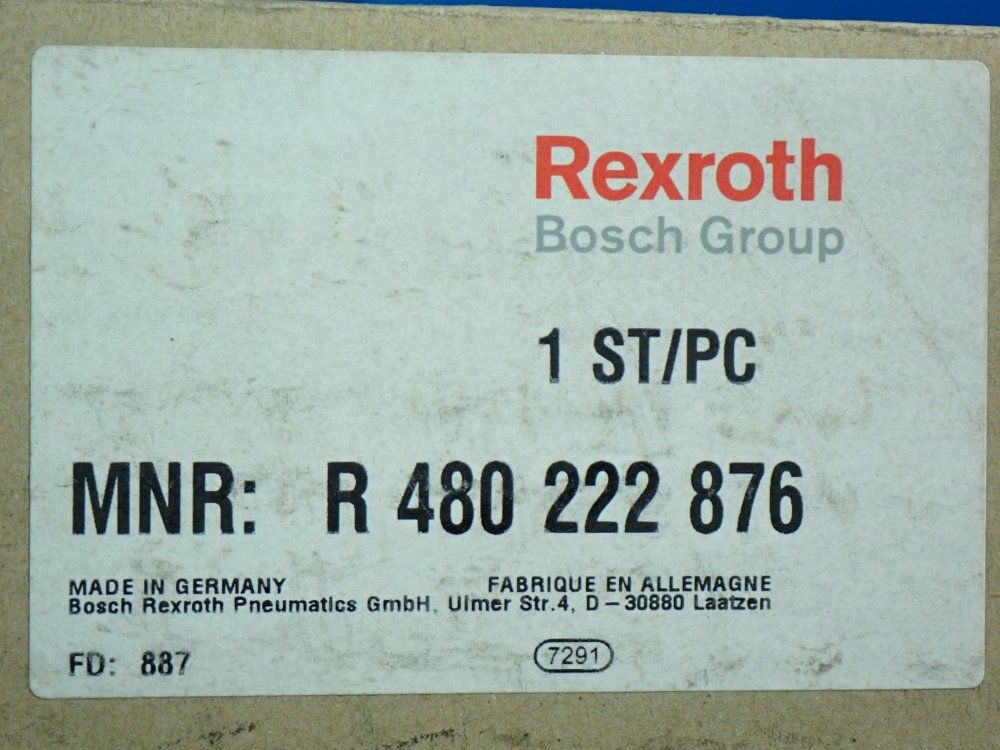 Rexroth
Bosch Group
1 ST/PC
MNR: R 480 222 876
MADE IN GERMANY FABRIQUE EN ALLEMAGNE
Bosch Rexroth Pneumatics GmbH, Ulmer Str.4, D-30880 Laatzen
FD: 887 7291